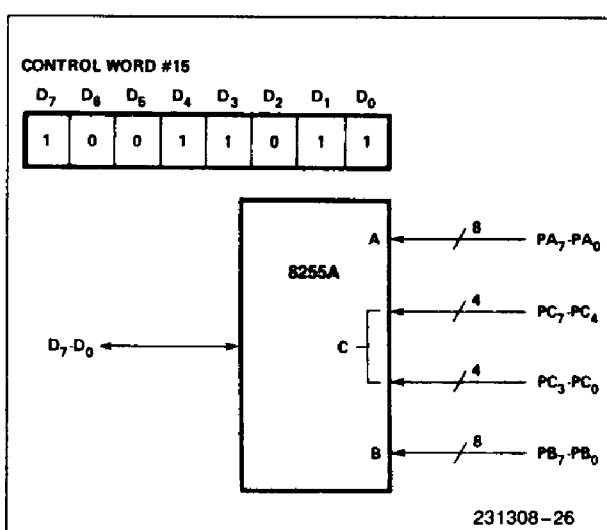 CONTROL WORD #15
D7 D6 D5 D4 D3 D2 D1 D0
1 0 0 1 1 0 1 1
A 8 PA7-PA0
8255A
4 PC7-PC4
D7-D0 C
4 PC3-PC0
B 8 PB7-PB0
231308-26